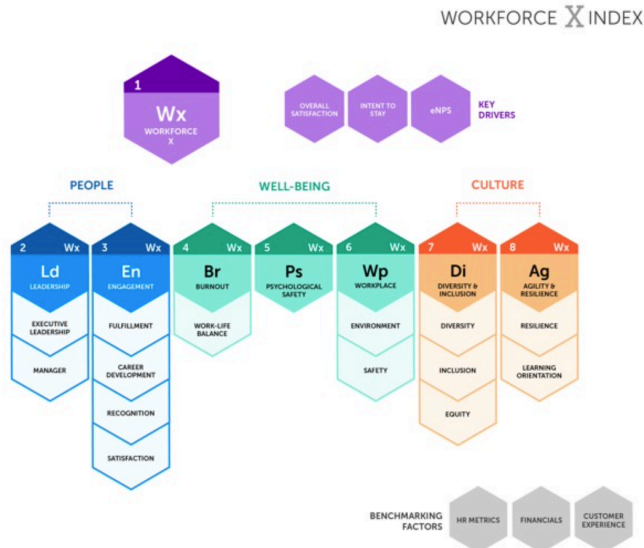 WORKFORCE X INDEX
1
Wx
WORKFORCE
X
OVERALL
SATISFACTION
INTENT TO
STAY
eNPS
KEY
DRIVERS
PEOPLE
WELL-BEING
CULTURE
2 Wx
Ld
LEADERSHIP
EXECUTIVE
LEADERSHIP
MANAGER
3 Wx
En
ENGAGEMENT
FULFILLMENT
CAREER
DEVELOPMENT
RECOGNITION
SATISFACTION
4 Wx
Br
BURNOUT
WORK-LIFE
BALANCE
5 Wx
Ps
PSYCHOLOGICAL
SAFETY
6 Wx
Wp
WORKPLACE
ENVIRONMENT
SAFETY
7 Wx
Di
DIVERSITY &
INCLUSION
DIVERSITY
INCLUSION
EQUITY
8 Wx
Ag
AGILITY &
RESILIENCE
RESILIENCE
LEARNING
ORIENTATION
BENCHMARKING
FACTORS
HR METRICS
FINANCIALS
CUSTOMER
EXPERIENCE